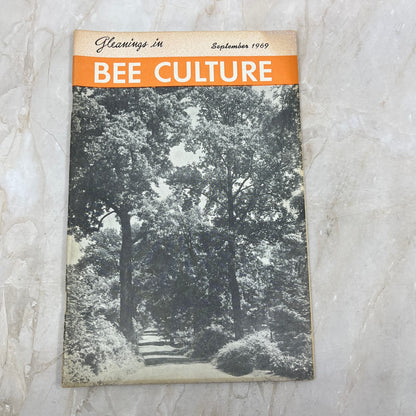 Gleanings in September 1969
BEE CULTURE